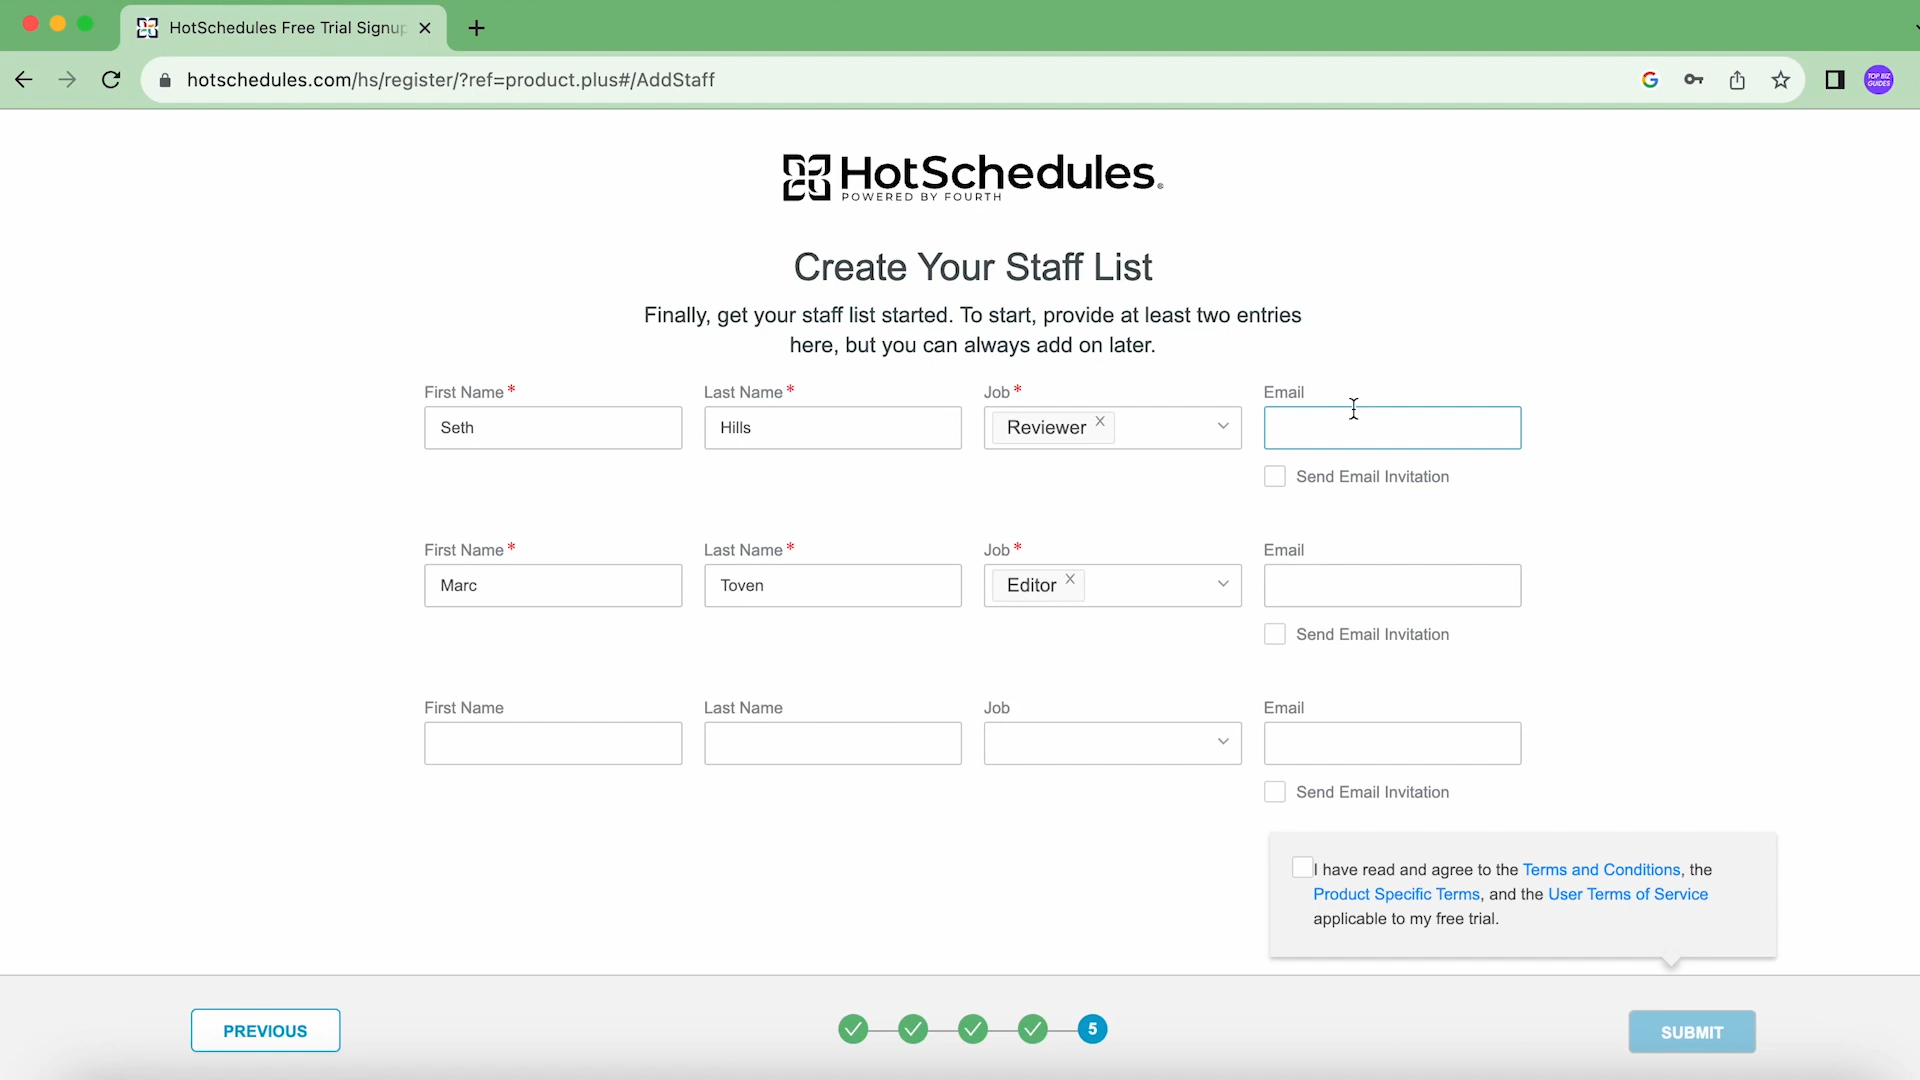 HotSchedules Free Trial Signup
hotschedules.com/hs/register/?ref=product.plus#/AddStaff
TOP BIZ
GUIDES
HotSchedules®
POWERED BY FOURTH
Create Your Staff List
Finally, get your staff list started. To start, provide at least two entries
here, but you can always add on later.
First Name * Last Name * Job * Email
Seth Hills Reviewer X
Send Email Invitation
First Name * Last Name * Job * Email
Marc Toven Editor X
Send Email Invitation
First Name Last Name Job Email
Send Email Invitation
I have read and agree to the Terms and Conditions, the
Product Specific Terms, and the User Terms of Service
applicable to my free trial.
PREVIOUS 5 SUBMIT